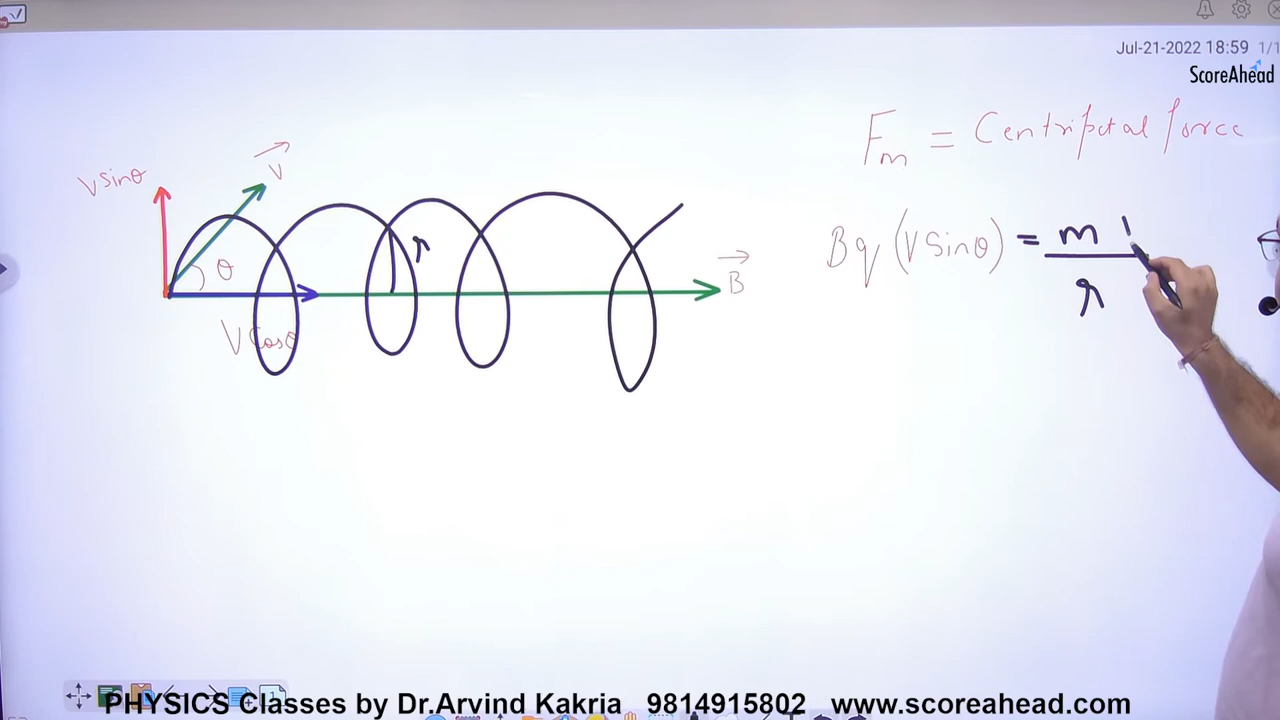 Jul-21-2022 18:59 1/1
ScoreAhead
Fm = Centripetal force
V sinθ
V
θ
V Cosθ
r
B
Bq (V Sinθ) = m
r
PHYSICS Classes by Dr.Arvind Kakria 9814915802 www.scoreahead.com